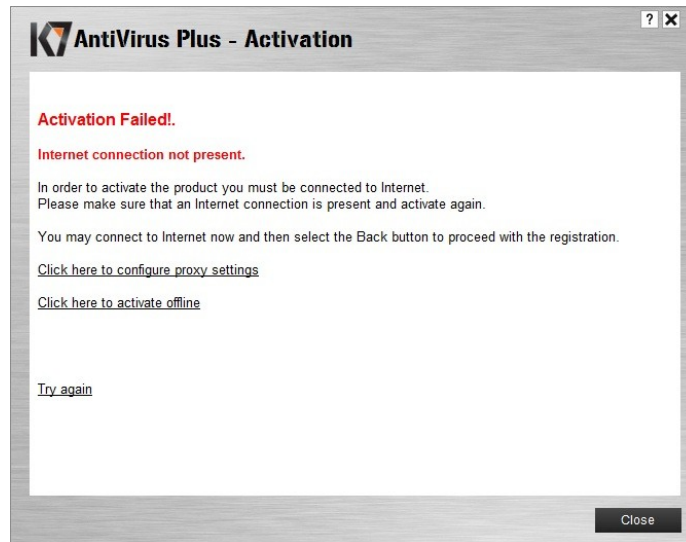 K7 AntiVirus Plus - Activation
? X
Activation Failed!.
Internet connection not present.
In order to activate the product you must be connected to Internet.
Please make sure that an Internet connection is present and activate again.
You may connect to Internet now and then select the Back button to proceed with the registration.
Click here to configure proxy settings
Click here to activate offline
Try again
Close